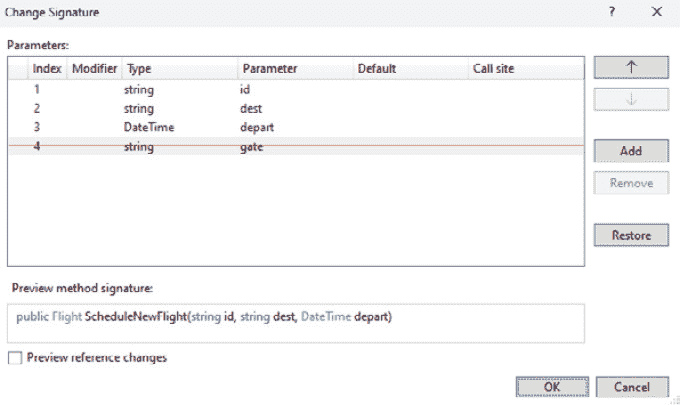 Change Signature ? ×
Parameters:
Index Modifier Type Parameter Default Call site
1 string id
2 string dest
3 DateTime depart
4 string gate
↑
↓
Add
Remove
Restore
Preview method signature:
public Flight ScheduleNewFlight(string id, string dest, DateTime depart)
Preview reference changes
OK Cancel